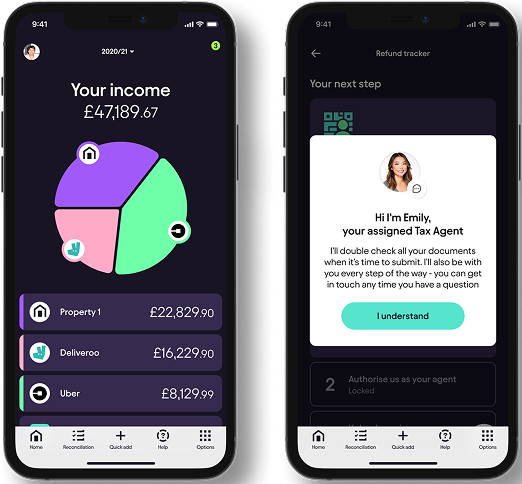 9:41
2020/21
3
Your income
£47,189.67
Property 1
£22,829.90
Deliveroo
£16,229.90
Uber
£8,129.99
Home
Reconciliation
Quick add
Help
Options
9:41
Refund tracker
Your next step
Hi I'm Emily,
your assigned Tax Agent
I'll double check all your documents
when it's time to submit. I'll also be with
you every step of the way - you can get
in touch any time you have a question
I understand
2
Authorise us as your agent
Locked
Home
Reconciliation
Quick add
Help
Options